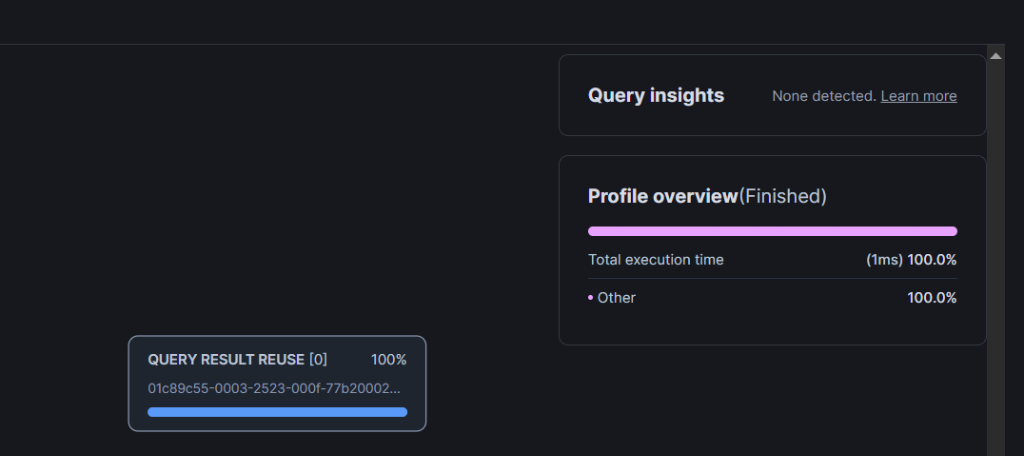 Query insights None detected. Learn more
Profile overview(Finished)
Total execution time (1ms) 100.0%
Other 100.0%
QUERY RESULT REUSE [0] 100%
01c89c55-0003-2523-000f-77b20002...